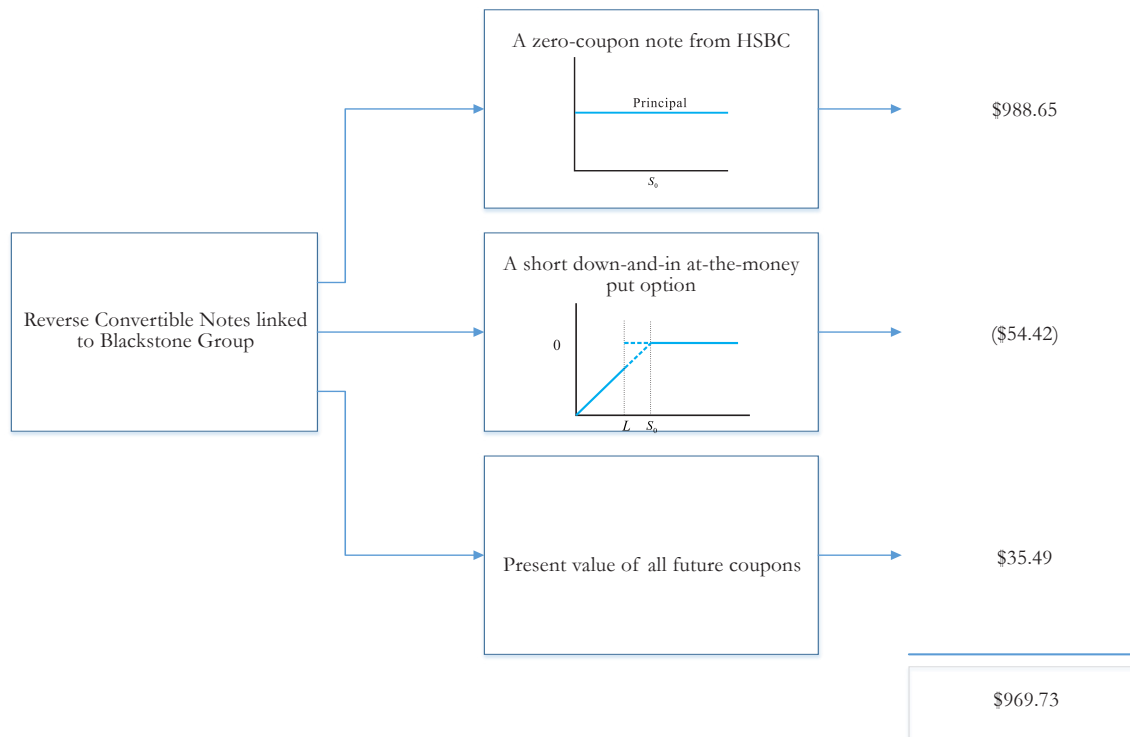 A zero-coupon note from HSBC
Principal
S₀
$988.65
Reverse Convertible Notes linked
to Blackstone Group
A short down-and-in at-the-money
put option
0
L
S₀
($54.42)
Present value of all future coupons
$35.49
$969.73